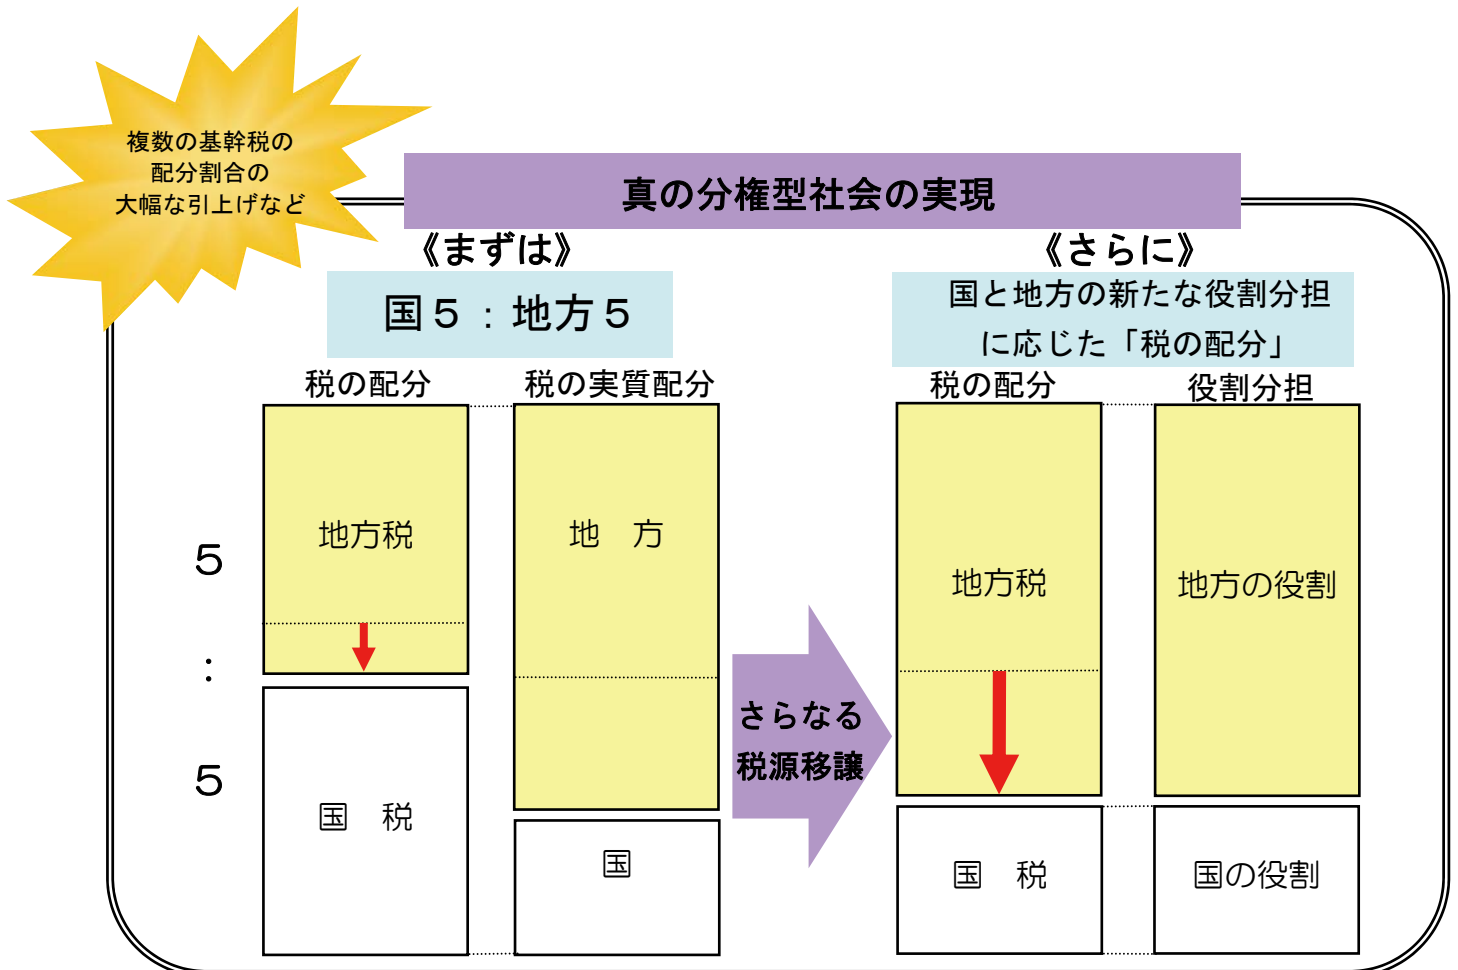 複数の基幹税の
配分割合の
大幅な引上げなど
真の分権型社会の実現
《まずは》
国５：地方５
税の配分
税の実質配分
地方税
地　方
５
：
５
国　税
国
さらなる
税源移譲
《さらに》
国と地方の新たな役割分担
に応じた「税の配分」
税の配分
役割分担
地方税
地方の役割
国　税
国の役割